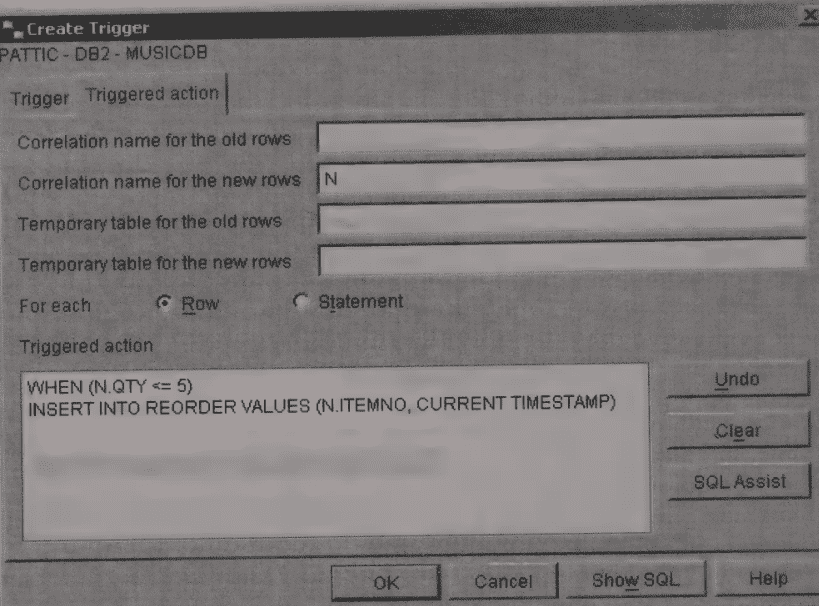 Create Trigger
PATTIC - DB2 - MUSICDB
Trigger Triggered action
Correlation name for the old rows
Correlation name for the new rows N
Temporary table for the old rows
Temporary table for the new rows
For each Row Statement
Triggered action
WHEN (N.QTY <= 5)
INSERT INTO REORDER VALUES (N.ITEMNO, CURRENT TIMESTAMP)
Undo
Clear
SQL Assist
OK Cancel Show SQL Help